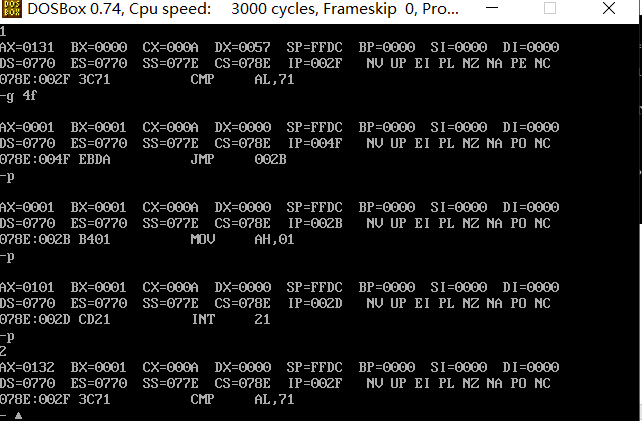 DOS BOX DOSBox 0.74, Cpu speed: 3000 cycles, Frameskip 0, Pro...
1
AX=0131 BX=0000 CX=000A DX=0057 SP=FFDC BP=0000 SI=0000 DI=0000
DS=0770 ES=0770 SS=077E CS=078E IP=002F NV UP EI PL NZ NA PE NC
078E:002F 3C71 CMP AL,71
-g 4f
AX=0001 BX=0001 CX=000A DX=0000 SP=FFDC BP=0000 SI=0000 DI=0000
DS=0770 ES=0770 SS=077E CS=078E IP=004F NV UP EI PL NZ NA PO NC
078E:004F EBDA JMP 002B
-p
AX=0001 BX=0001 CX=000A DX=0000 SP=FFDC BP=0000 SI=0000 DI=0000
DS=0770 ES=0770 SS=077E CS=078E IP=002B NV UP EI PL NZ NA PO NC
078E:002B B401 MOV AH,01
-p
AX=0101 BX=0001 CX=000A DX=0000 SP=FFDC BP=0000 SI=0000 DI=0000
DS=0770 ES=0770 SS=077E CS=078E IP=002D NV UP EI PL NZ NA PO NC
078E:002D CD21 INT 21
-p
2
AX=0132 BX=0001 CX=000A DX=0000 SP=FFDC BP=0000 SI=0000 DI=0000
DS=0770 ES=0770 SS=077E CS=078E IP=002F NV UP EI PL NZ NA PO NC
078E:002F 3C71 CMP AL,71
-